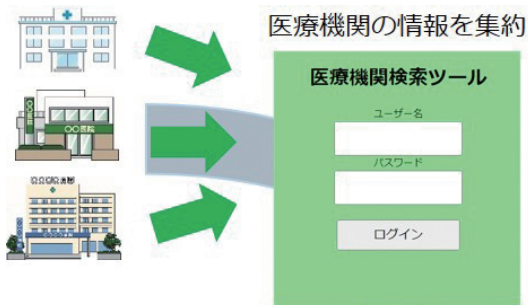 医療機関の情報を集約
医療機関検索ツール
ユーザー名
パスワード
ログイン
〇〇医院